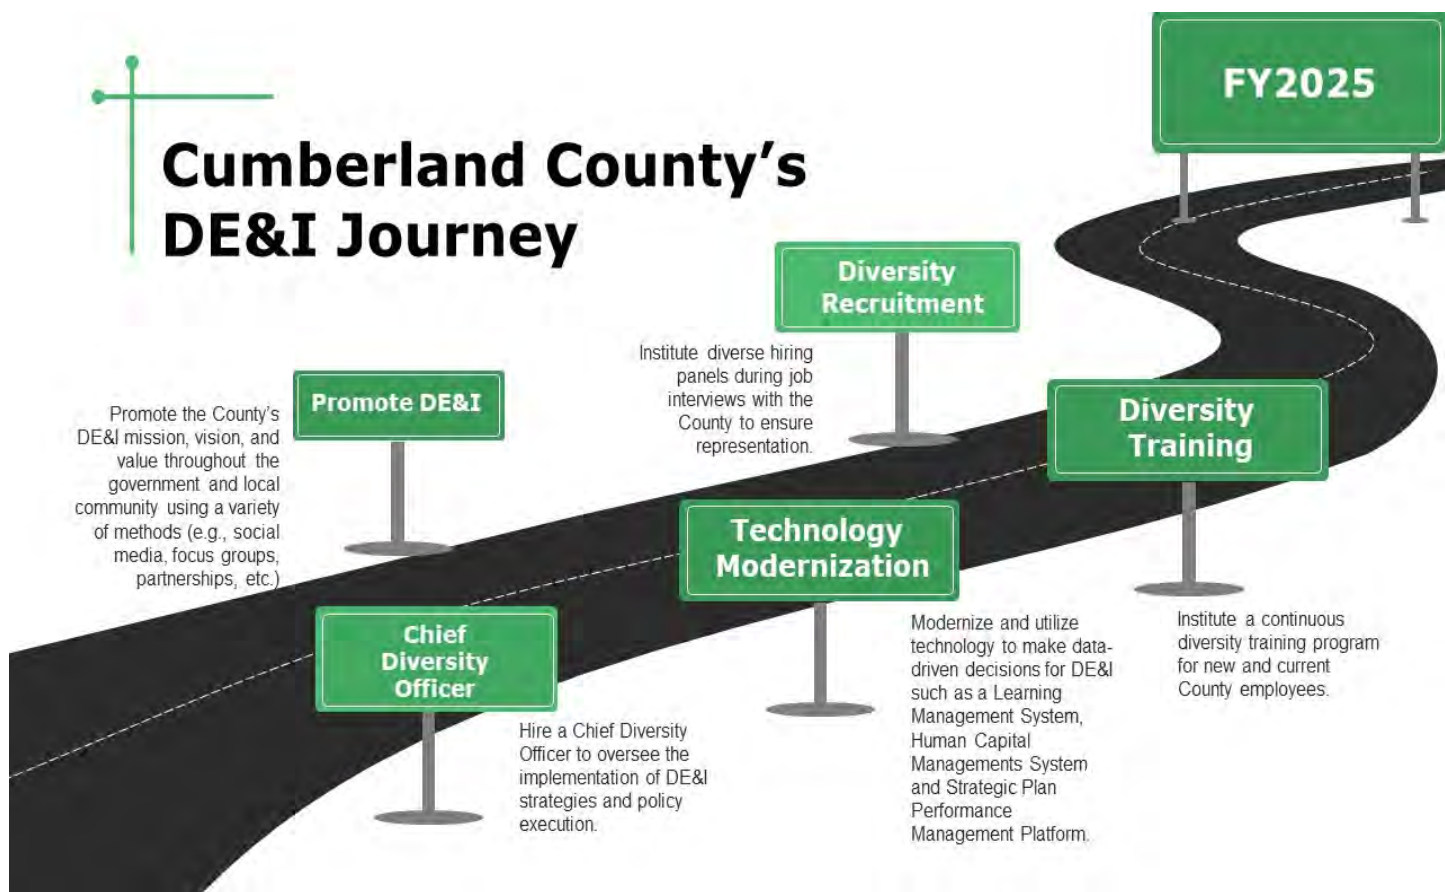 Cumberland County's
DE&I Journey
FY2025
Promote DE&I
Promote the County's
DE&I mission, vision, and
value throughout the
government and local
community using a variety
of methods (e.g., social
media, focus groups,
partnerships, etc.)
Chief
Diversity
Officer
Hire a Chief Diversity
Officer to oversee the
implementation of DE&I
strategies and policy
execution.
Diversity
Recruitment
Institute diverse hiring
panels during job
interviews with the
County to ensure
representation.
Technology
Modernization
Modernize and utilize
technology to make data-
driven decisions for DE&I
such as a Learning
Management System,
Human Capital
Managements System
and Strategic Plan
Performance
Management Platform.
Diversity
Training
Institute a continuous
diversity training program
for new and current
County employees.